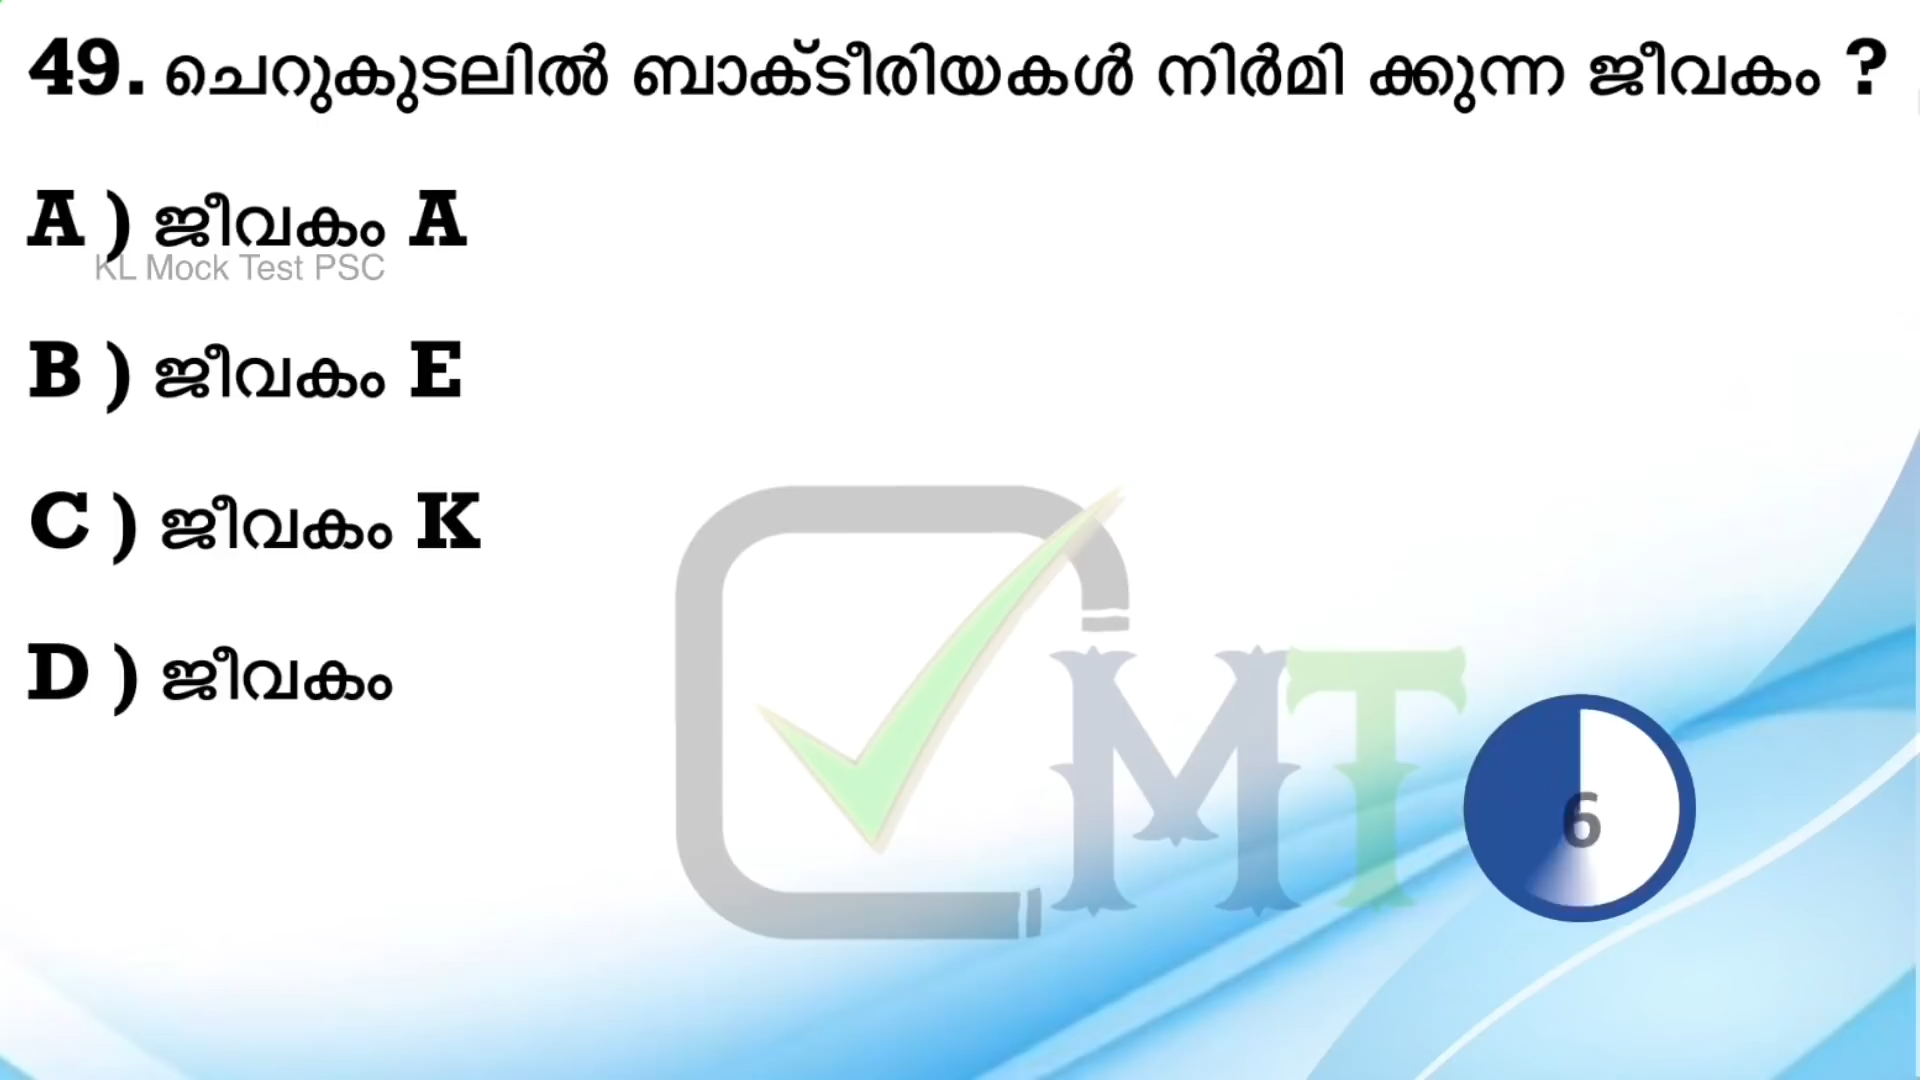 49. ചെറുകുടലിൽ ബാക്ടീരിയകൾ നിർമി ക്കുന്ന ജീവകം ?
A ) ജീവകം A
KL Mock Test PSC
B ) ജീവകം E
C ) ജീവകം K
D ) ജീവകം
MT
6